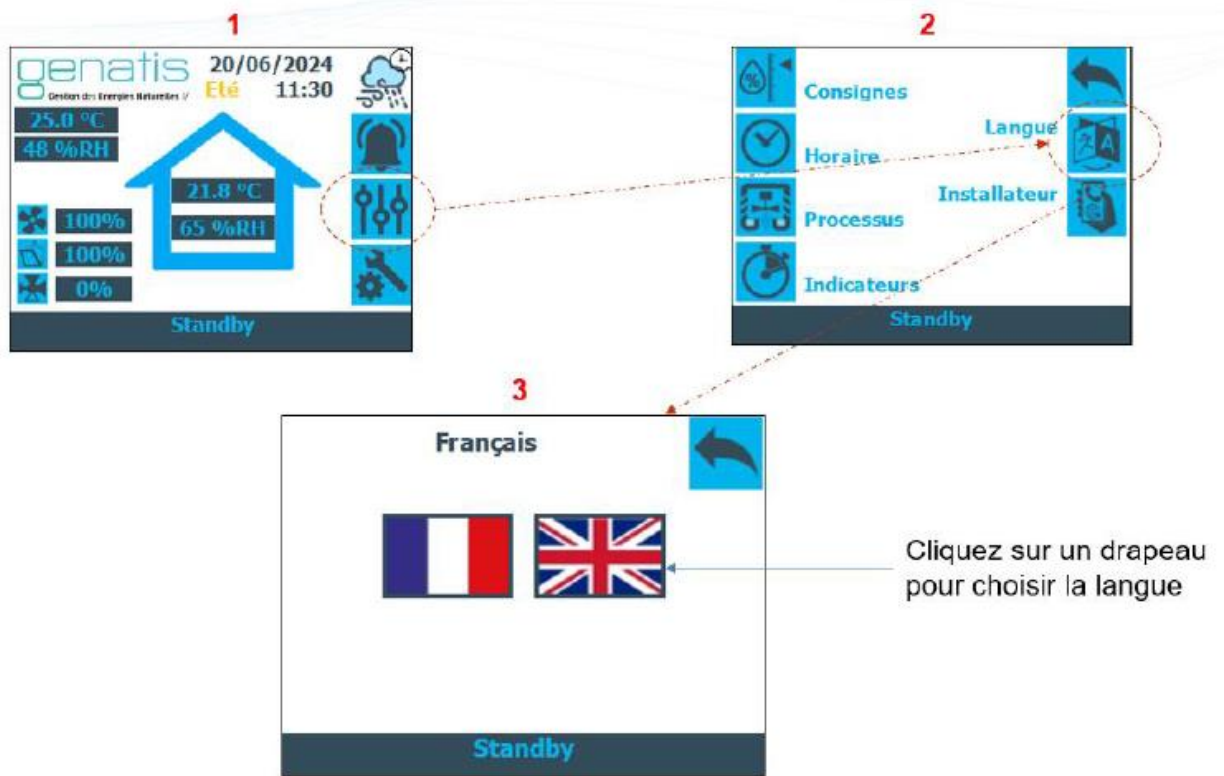 1
genatis
Gestion des Energies Naturelles //
20/06/2024
Eté 11:30
25.0 °C
48 %RH
21.8 °C
65 %RH
100%
100%
0%
Standby
2
%
Consignes
Langue
A
Horaire
Installateur
Processus
Indicateurs
Standby
3
Français
Cliquez sur un drapeau
pour choisir la langue
Standby